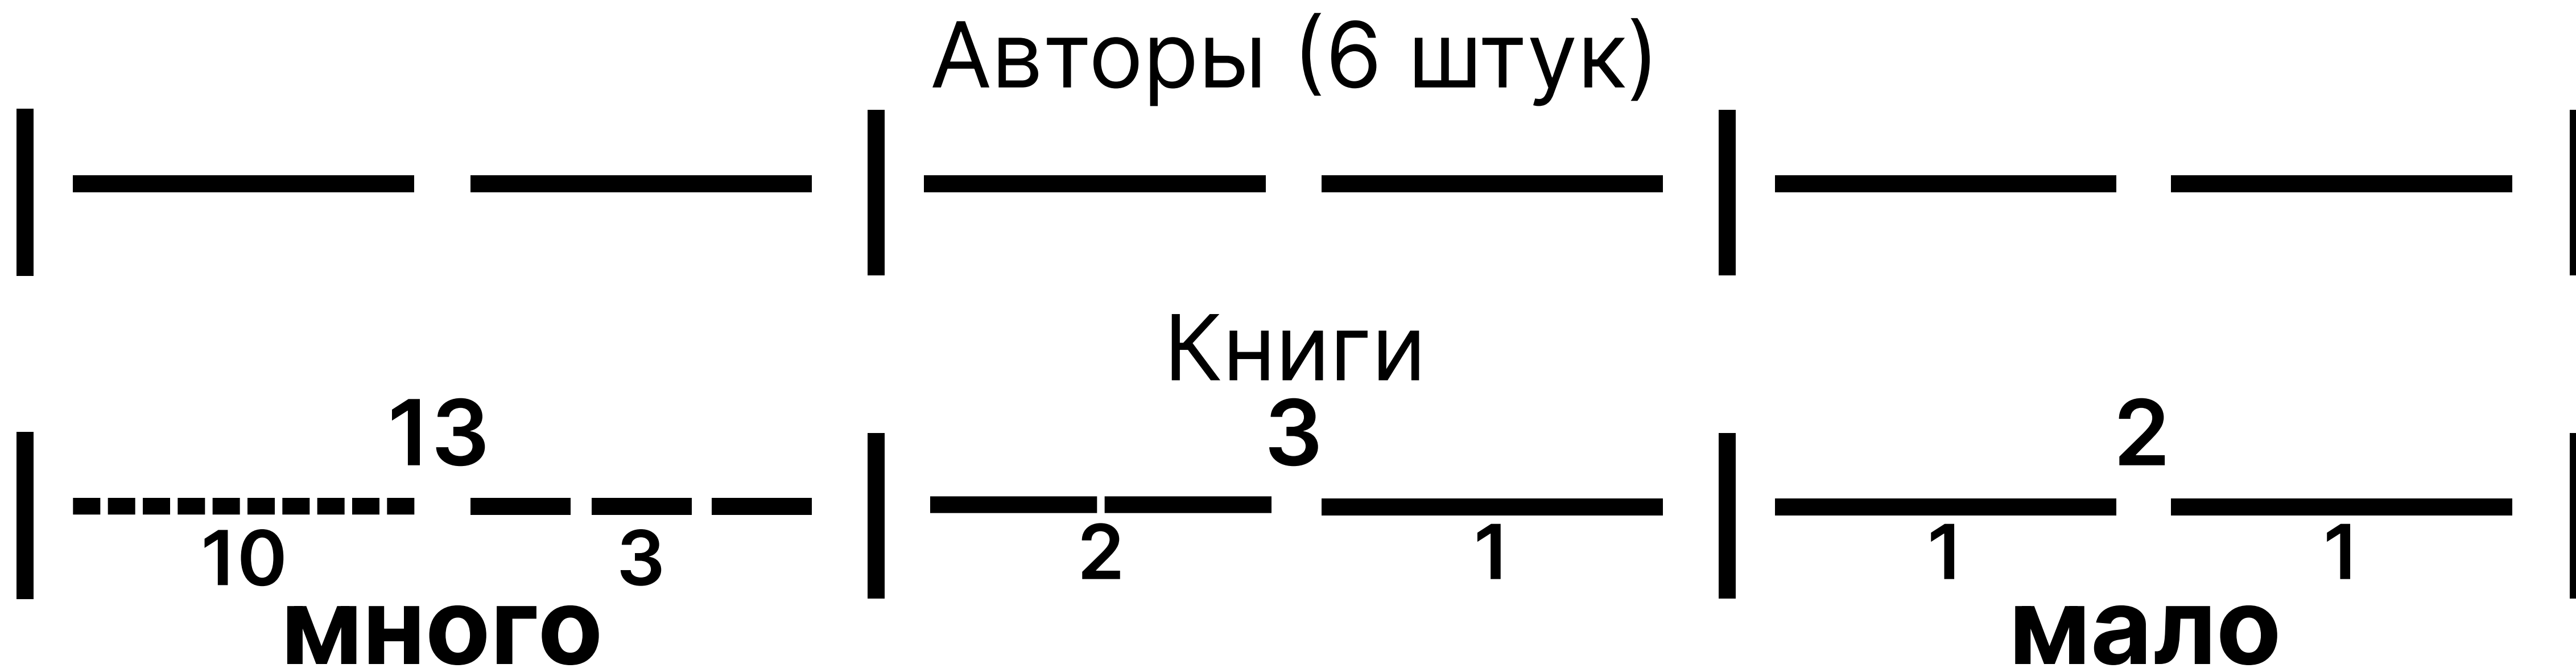 Авторы (6 штук)
Книги
13 3 2
10 3 2 1 1 1
много мало